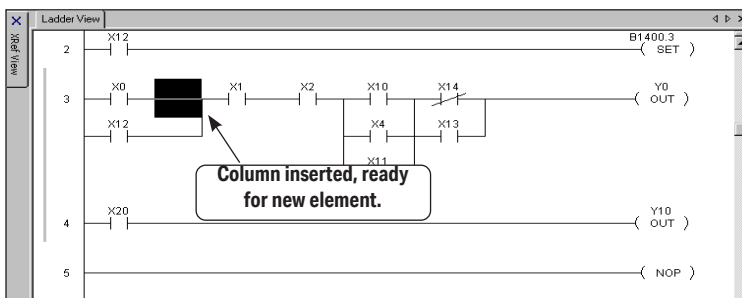 Ladder View
XRef View
X12
B1400.3
2
SET
X0
X1
X2
X10
X14
Y0
3
OUT
X12
X4
X13
X11
Column inserted, ready
for new element.
X20
Y10
4
OUT
5
NOP